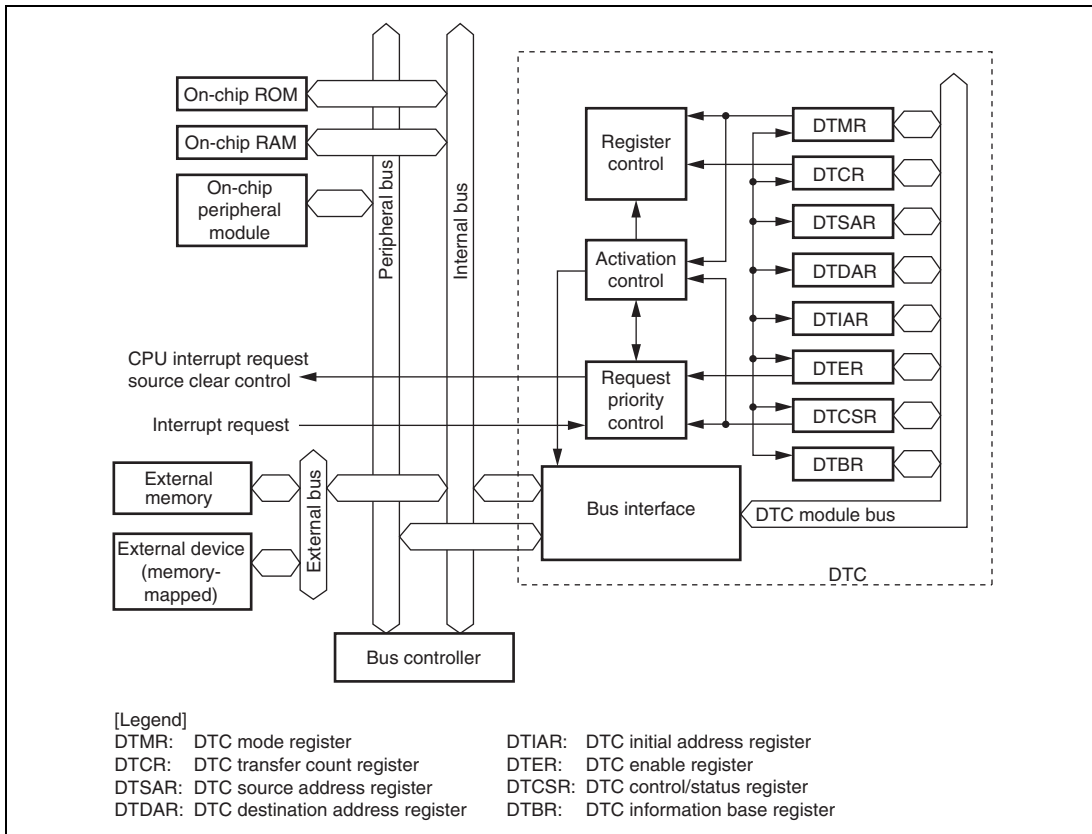 On-chip ROM
On-chip RAM
On-chip
peripheral
module
Peripheral bus
Internal bus
Register
control
Activation
control
Request
priority
control
CPU interrupt request
source clear control
Interrupt request
External
memory
External device
(memory-
mapped)
External bus
Bus interface
DTC module bus
DTC
Bus controller
DTMR
DTCR
DTSAR
DTDAR
DTIAR
DTER
DTCSR
DTBR
[Legend]
DTMR: DTC mode register
DTCR: DTC transfer count register
DTSAR: DTC source address register
DTDAR: DTC destination address register
DTIAR: DTC initial address register
DTER: DTC enable register
DTCSR: DTC control/status register
DTBR: DTC information base register